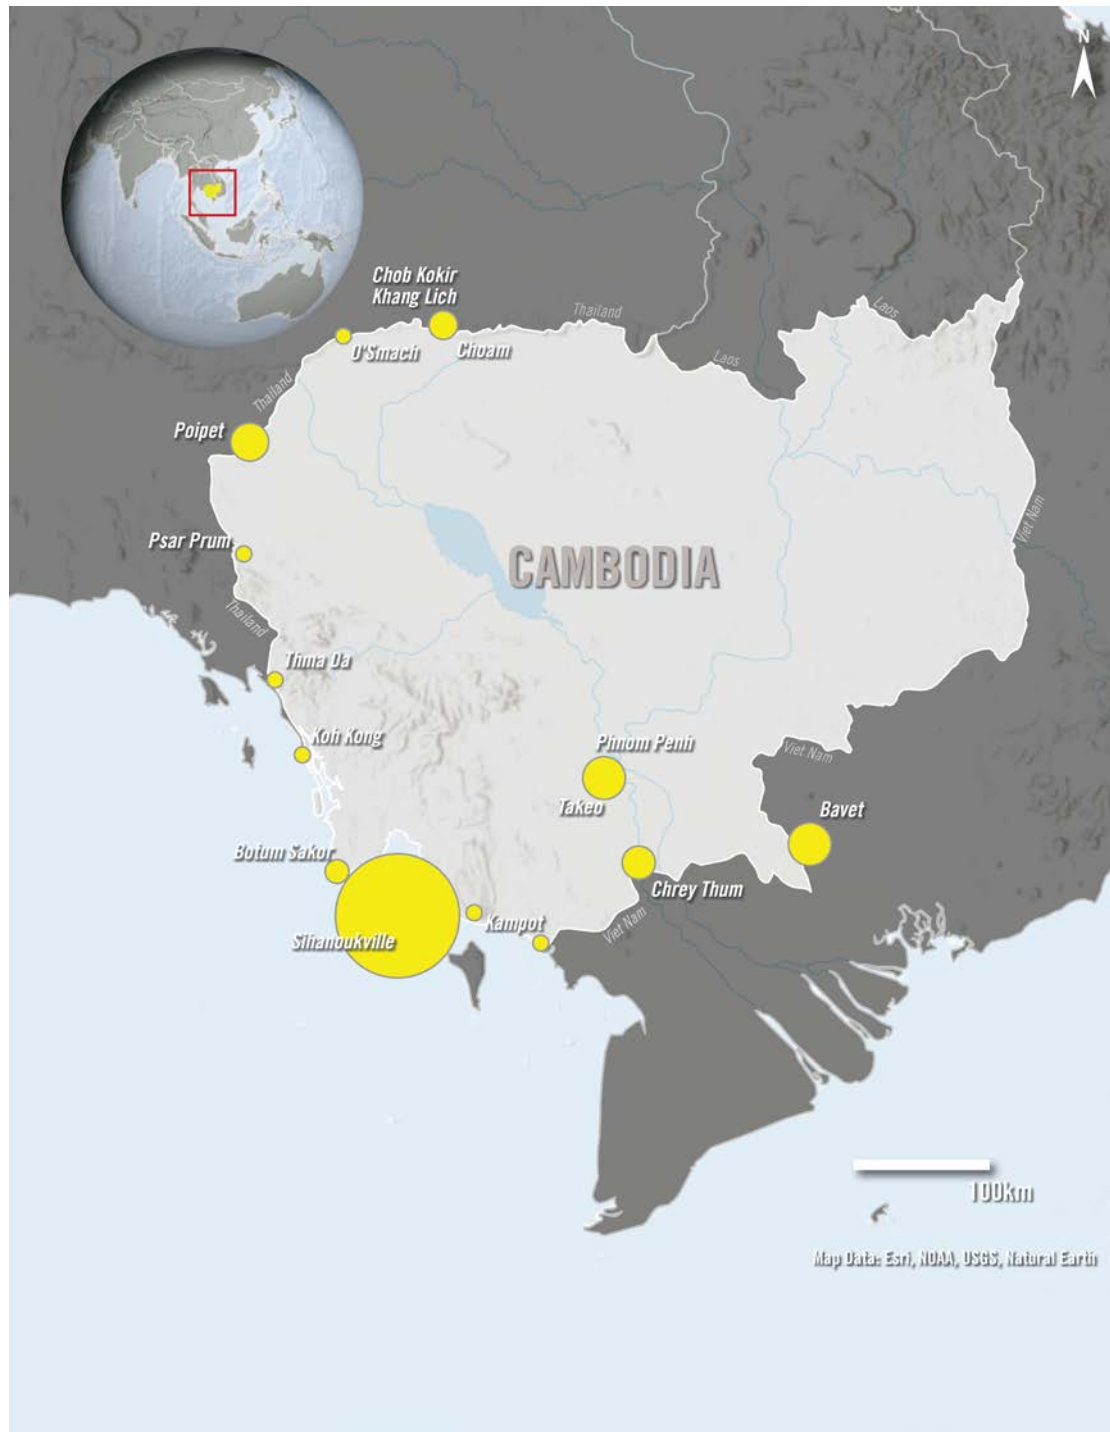 N
Chob Kokir
Khang Lich
Thailand
Laos
O'Smach
Choam
Laos
Thailand
Poipet
Viet Nam
Psar Prum
CAMBODIA
Thailand
Thma Da
Koh Kong
Phnom Penh
Viet Nam
Takeo
Bavet
Botum Sakor
Chrey Thum
Kampot
Viet Nam
Sihanoukville
100km
Map Data: Esri, NOAA, USGS, Natural Earth